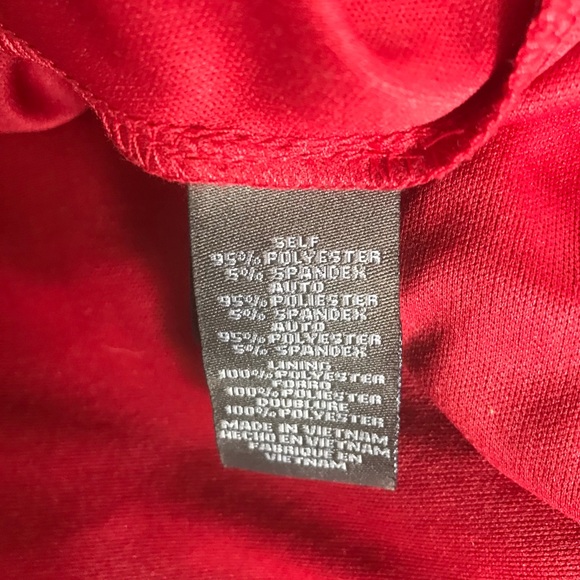 SELF
95% POLYESTER
5% SPANDEX
AUTO
95% POLIESTER
5% SPANDEX
AUTO
95% POLYESTER
5% SPANDEX
LINING
100% POLYESTER
FORRO
100% POLIESTER
DOUBLURE
100% POLYESTER
MADE IN VIETNAM
HECHO EN VIETNAM
FABRIQUE EN
VIETNAM